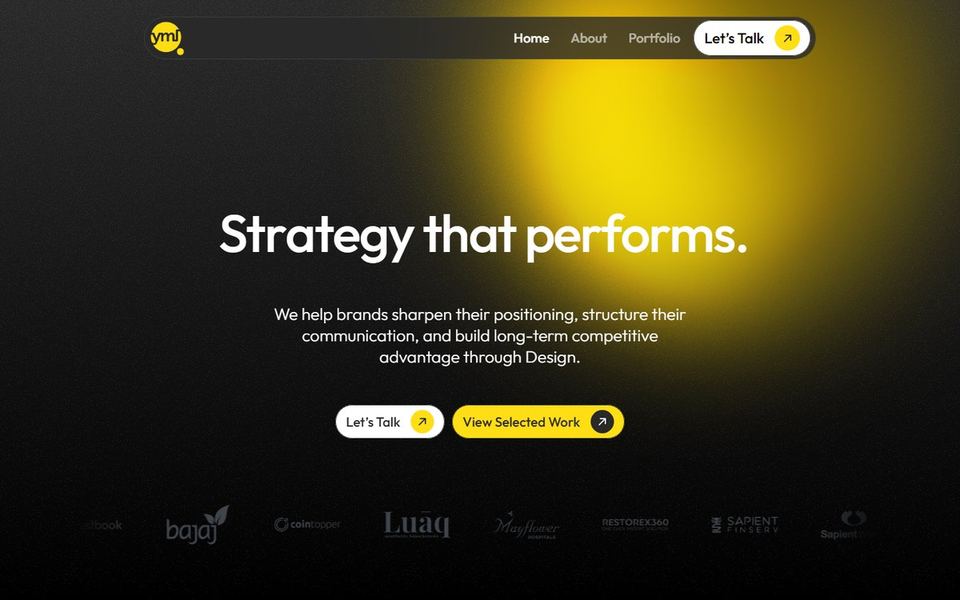 yml
Home
About
Portfolio
Let's Talk
Strategy that performs.
We help brands sharpen their positioning, structure their
communication, and build long-term competitive
advantage through Design.
Let's Talk
View Selected Work
bajaj
cointopper
Luāq
Mayflower
HOSPITALS
RESTOREX360
SAPIENT
FINSERV
Sapient